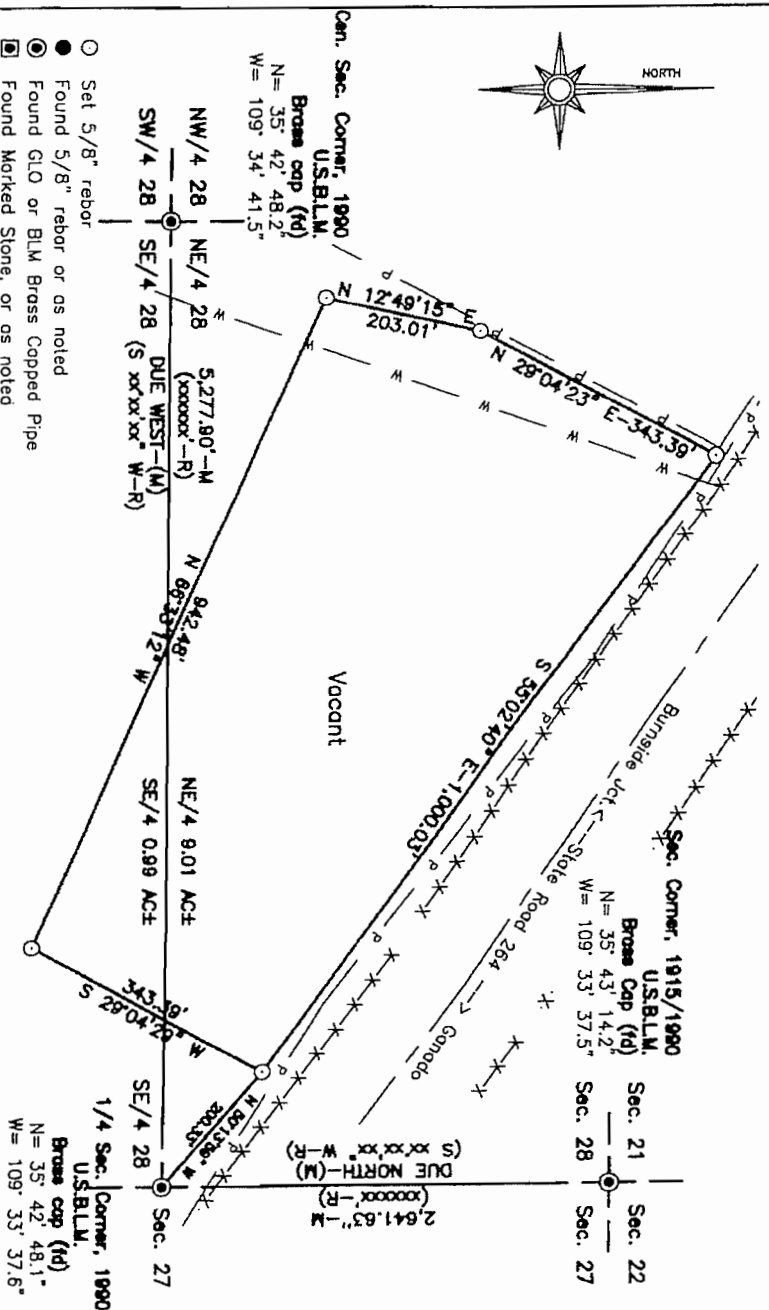 NORTH
Cen. Sec. Corner, 1990
U.S.B.L.M.
Brass cap (fd)
N= 35° 42' 48.2"
W= 109° 34' 41.5"
NW/4 28
NE/4 28
SW/4 28
SE/4 28
5,277.90'-M
(xxxxxx'-R)
DUE WEST-(M)
(S xx°xx'xx" W-R)
N 12°49'15" E
203.01'
N 29°04'23" E-343.39'
S 55°02'40" E-1,000.03'
942.48'
N 66°33'12" W
Vacant
NE/4 9.01 AC±
SE/4 0.99 AC±
343.39'
S 29°04'29" W
N 50°13'59" W
200.33'
Burnside Jct.<---State Road 264 ---> Ganado
Sec. Corner, 1915/1990
U.S.B.L.M.
Brass Cap (fd)
N= 35° 43' 14.2"
W= 109° 33' 37.5"
Sec. 21
Sec. 22
Sec. 28
Sec. 27
2,641.63''-M
(xxxxxx'-R)
DUE NORTH-(M)
(S xx°xx'xx" W-R)
SE/4 28
Sec. 27
1/4 Sec. Corner, 1990
U.S.B.L.M.
Brass cap (fd)
N= 35° 42' 48.1"
W= 109° 33' 37.6"
Set 5/8" rebar
Found 5/8" rebar or as noted
Found GLO or BLM Brass Capped Pipe
Found Marked Stone, or as noted